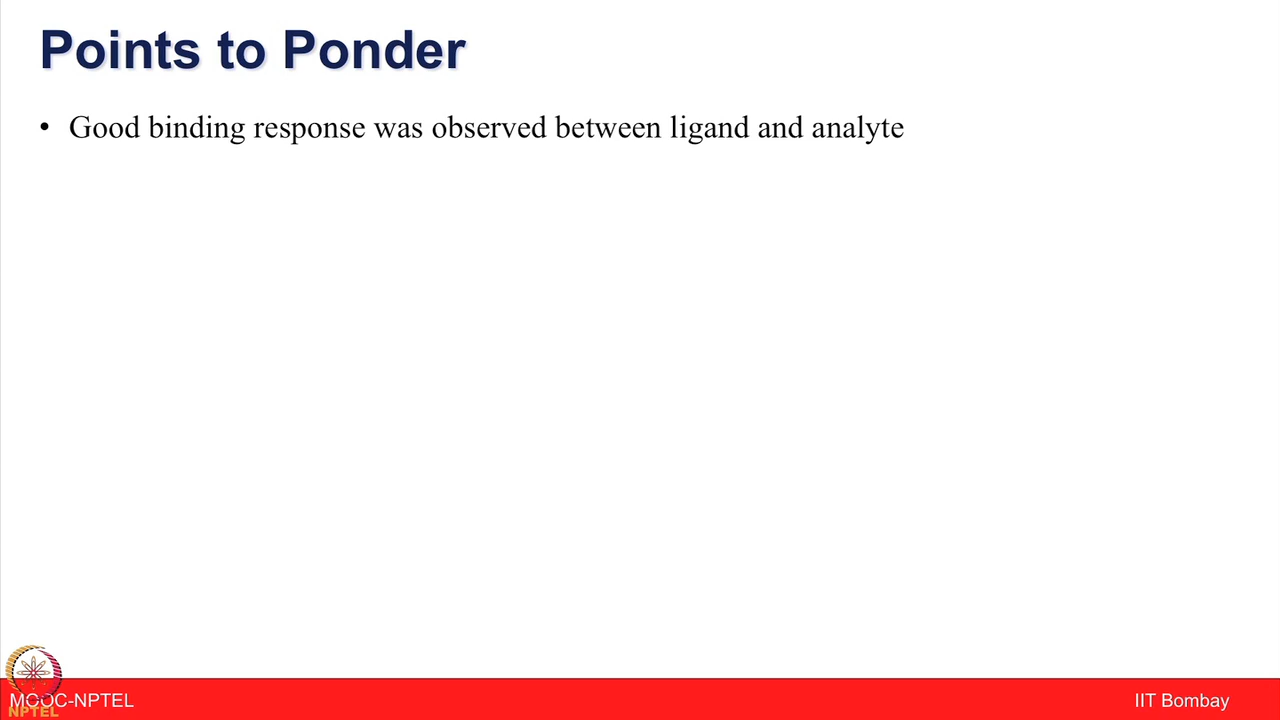 Points to Ponder
• Good binding response was observed between ligand and analyte
MOOC-NPTEL
NPTEL
IIT Bombay